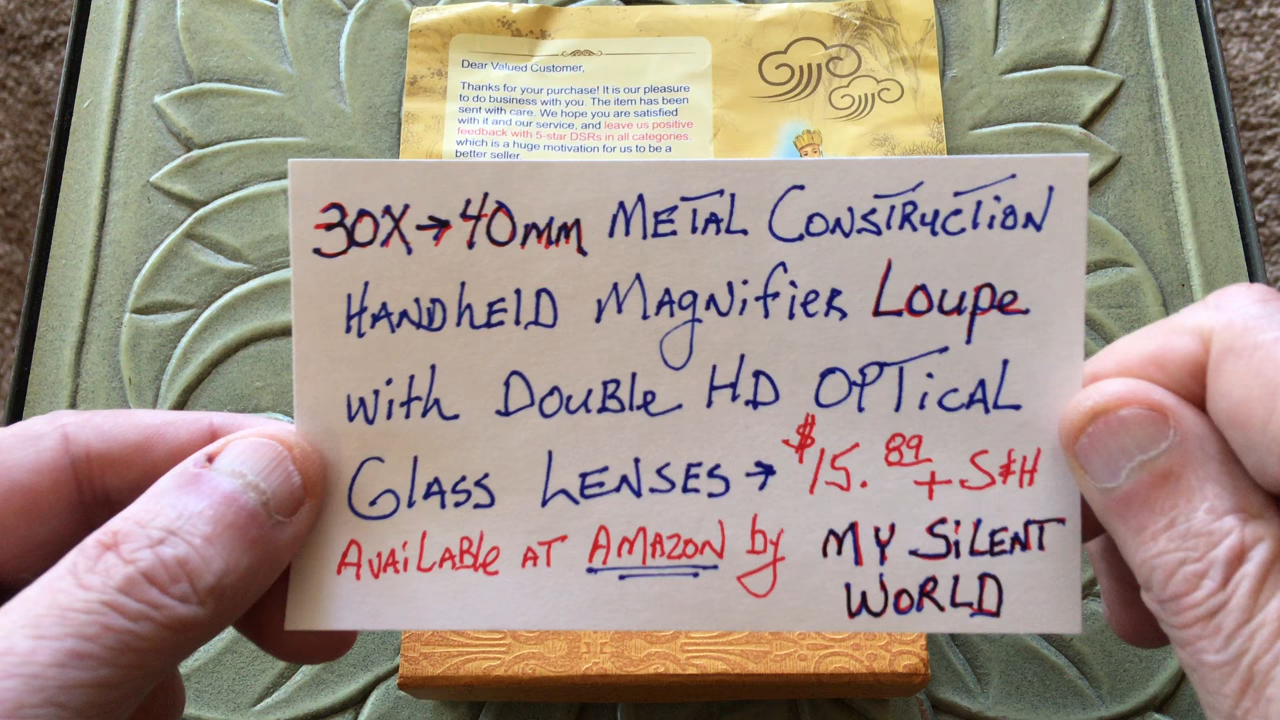 Dear Valued Customer,
Thanks for your purchase! It is our pleasure
to do business with you. The item has been
sent with care. We hope you are satisfied
with it and our service, and leave us positive
feedback with 5-star DSRs in all categories.
which is a huge motivation for us to be a
better seller
30X→40mm METAL CONSTRUCTION
HANDHELD MAGNIFIER LOUPE
with DOUBLE HD OPTICAL
GLASS LENSES → $15.89 + S&H
AVAILABLE AT AMAZON by MY SILENT
WORLD